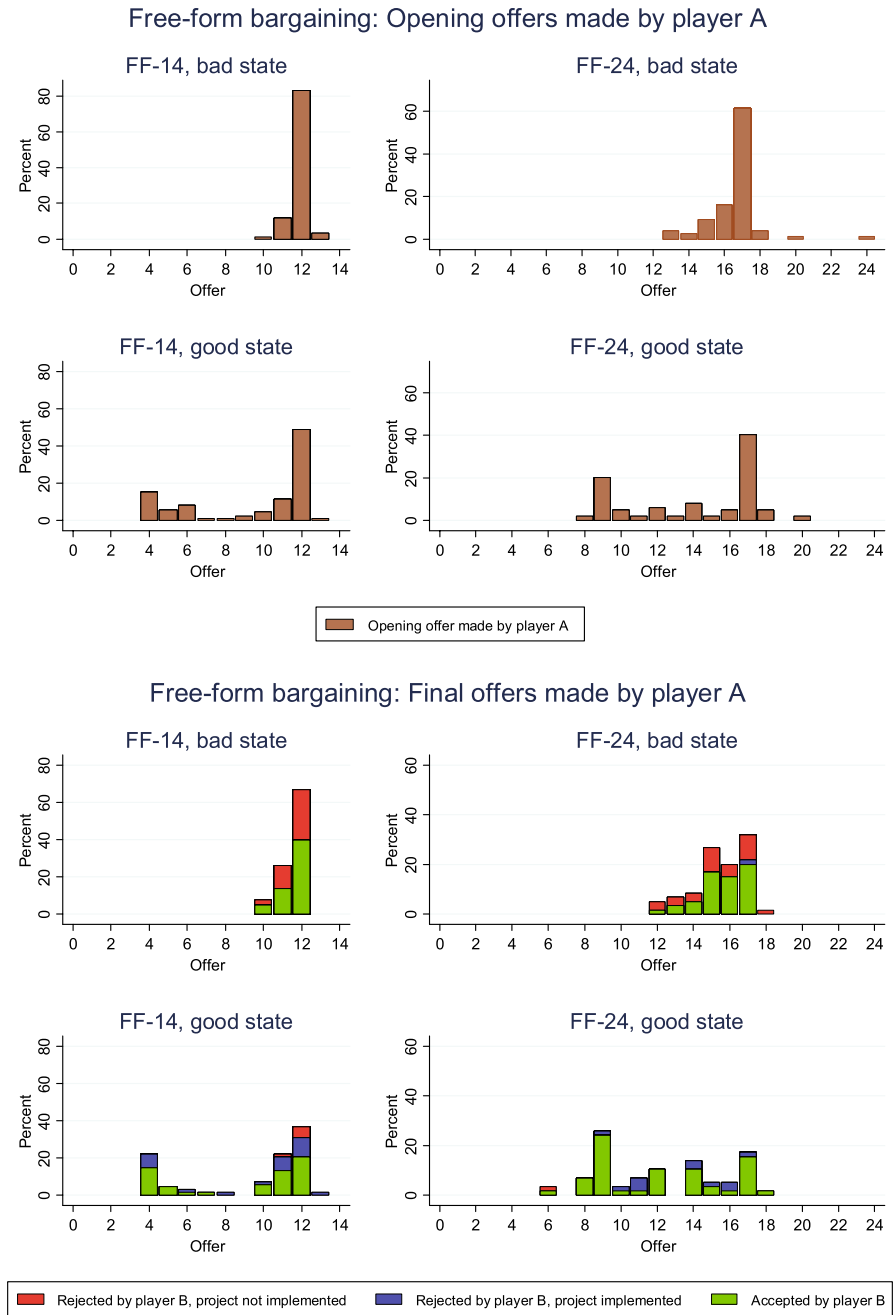 Free-form bargaining: Opening offers made by player A
FF-14, bad state
Percent
80
60
40
20
0
0 2 4 6 8 10 12 14
Offer
FF-24, bad state
Percent
60
40
20
0
0 2 4 6 8 10 12 14 16 18 20 22 24
Offer
FF-14, good state
Percent
80
60
40
20
0
0 2 4 6 8 10 12 14
Offer
FF-24, good state
Percent
60
40
20
0
0 2 4 6 8 10 12 14 16 18 20 22 24
Offer
Opening offer made by player A
Free-form bargaining: Final offers made by player A
FF-14, bad state
Percent
80
60
40
20
0
0 2 4 6 8 10 12 14
Offer
FF-24, bad state
Percent
60
40
20
0
0 2 4 6 8 10 12 14 16 18 20 22 24
Offer
FF-14, good state
Percent
80
60
40
20
0
0 2 4 6 8 10 12 14
Offer
FF-24, good state
Percent
60
40
20
0
0 2 4 6 8 10 12 14 16 18 20 22 24
Offer
Rejected by player B, project not implemented Rejected by player B, project implemented Accepted by player B